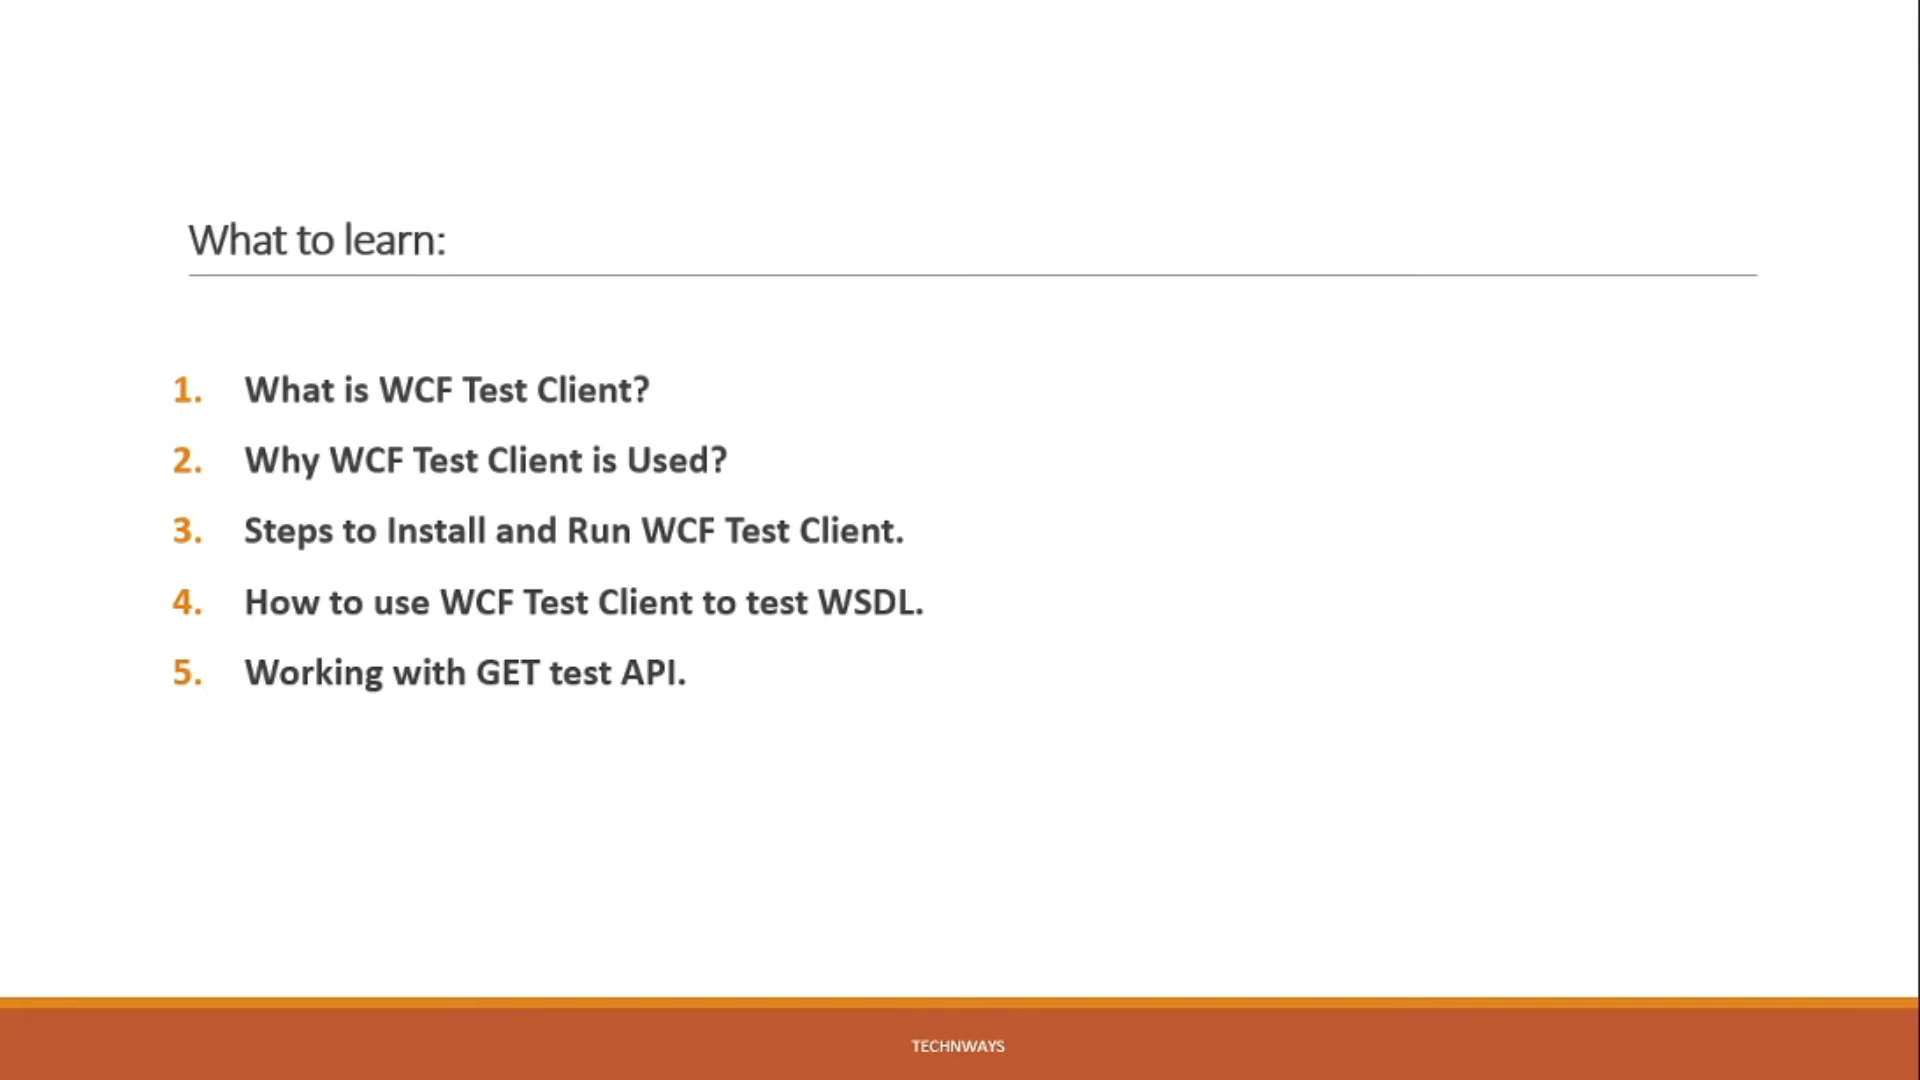 What to learn:
1. What is WCF Test Client?
2. Why WCF Test Client is Used?
3. Steps to Install and Run WCF Test Client.
4. How to use WCF Test Client to test WSDL.
5. Working with GET test API.
TECHNWAYS